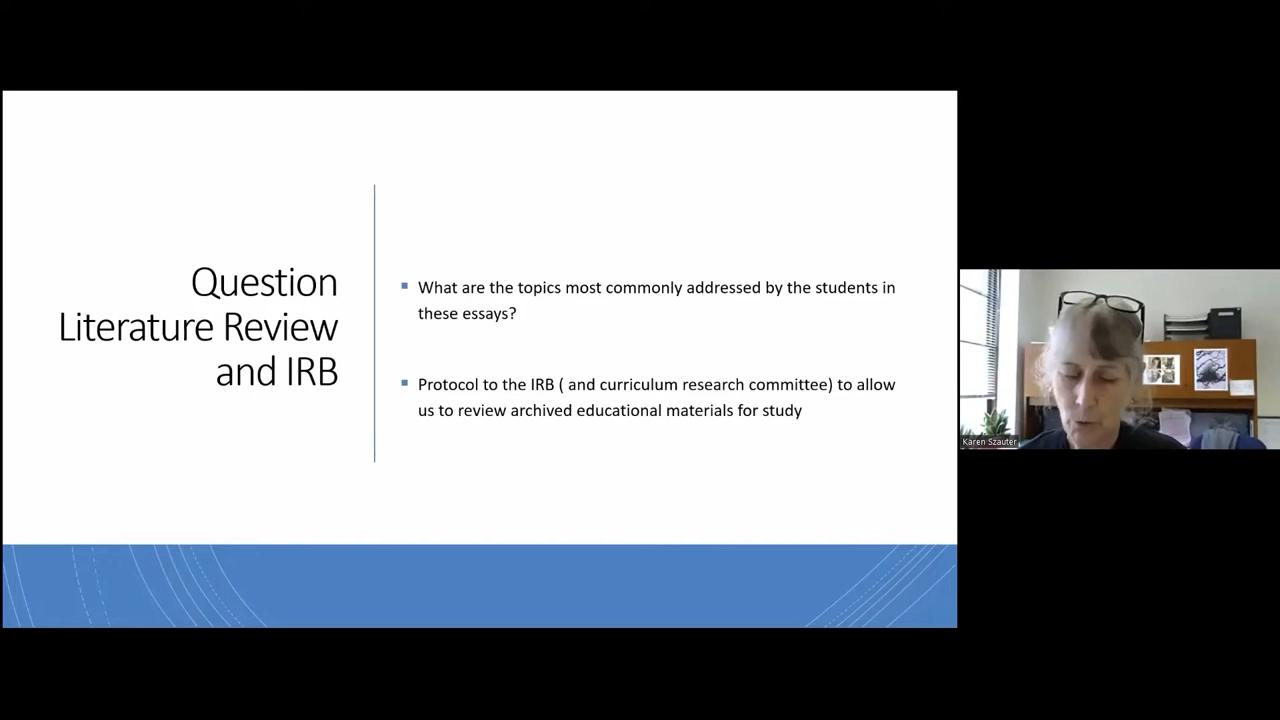 Question
Literature Review
and IRB
What are the topics most commonly addressed by the students in
these essays?
Protocol to the IRB ( and curriculum research committee) to allow
us to review archived educational materials for study
Karen Szauter